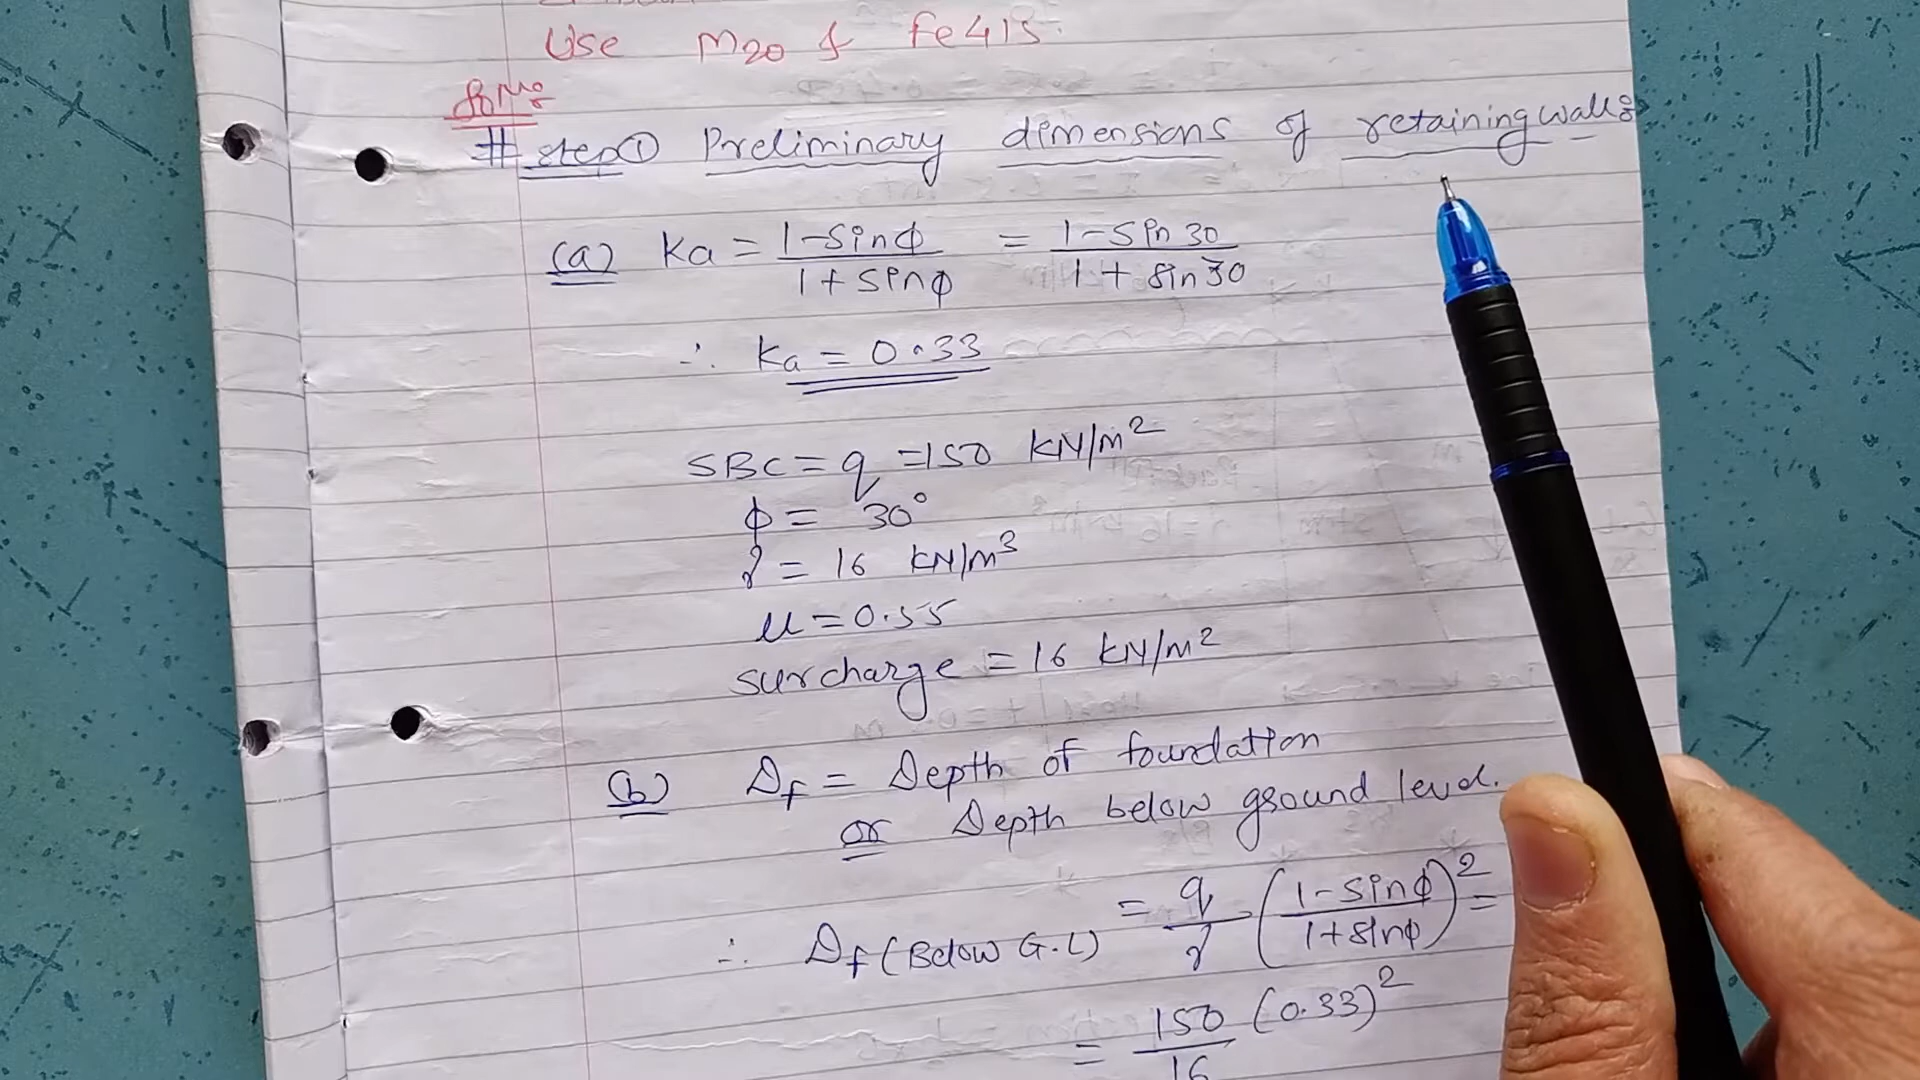 Use M20 & Fe415.
Soln:
# step① Preliminary dimensions of retaining wall:
(a) Ka = 1-sinϕ / 1+sinϕ = 1-sin 30 / 1+ sin30
∴ Ka = 0.33
SBC = q = 150 KN/m²
ϕ = 30°
γ = 16 KN/m³
μ = 0.55
surcharge = 16 KN/m²
(b) Df = Depth of foundation
or Depth below ground level.
∴ Df (Below G.L) = q/γ (1-sinϕ / 1+sinϕ)² =
= 150/16 (0.33)²